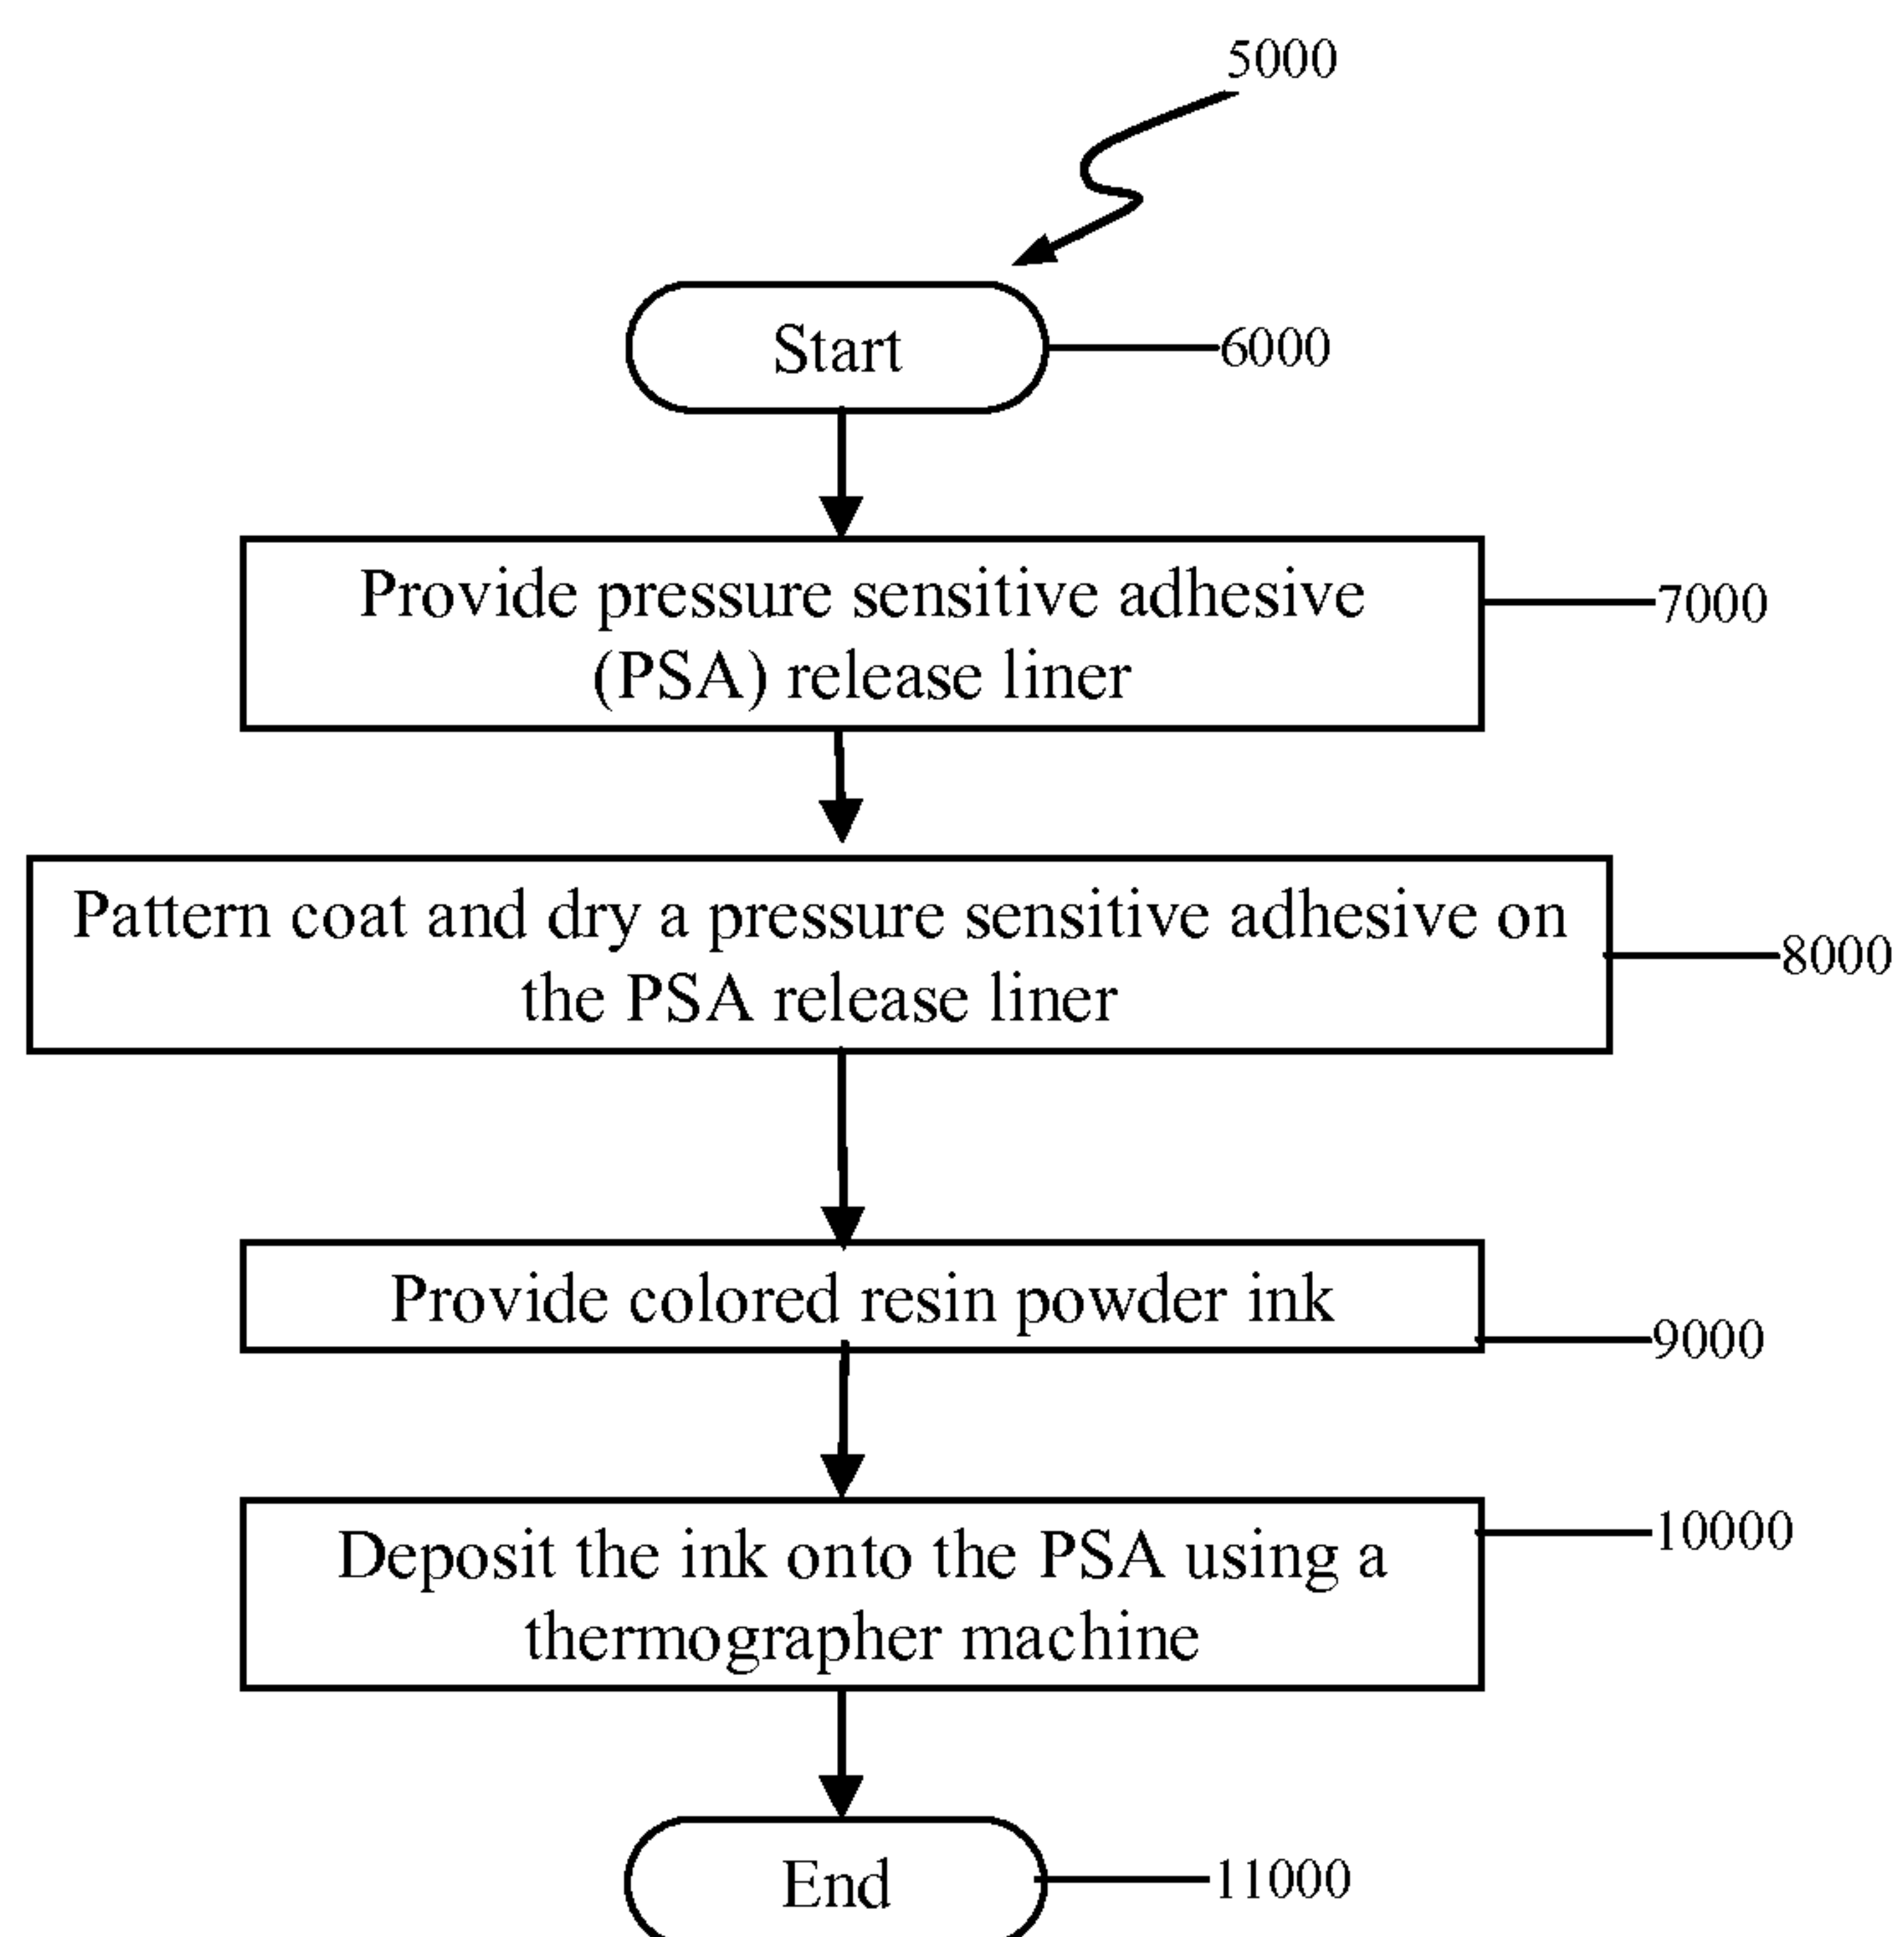 5000
Start
6000
Provide pressure sensitive adhesive
(PSA) release liner
7000
Pattern coat and dry a pressure sensitive adhesive on
the PSA release liner
8000
Provide colored resin powder ink
9000
Deposit the ink onto the PSA using a
thermographer machine
10000
End
11000